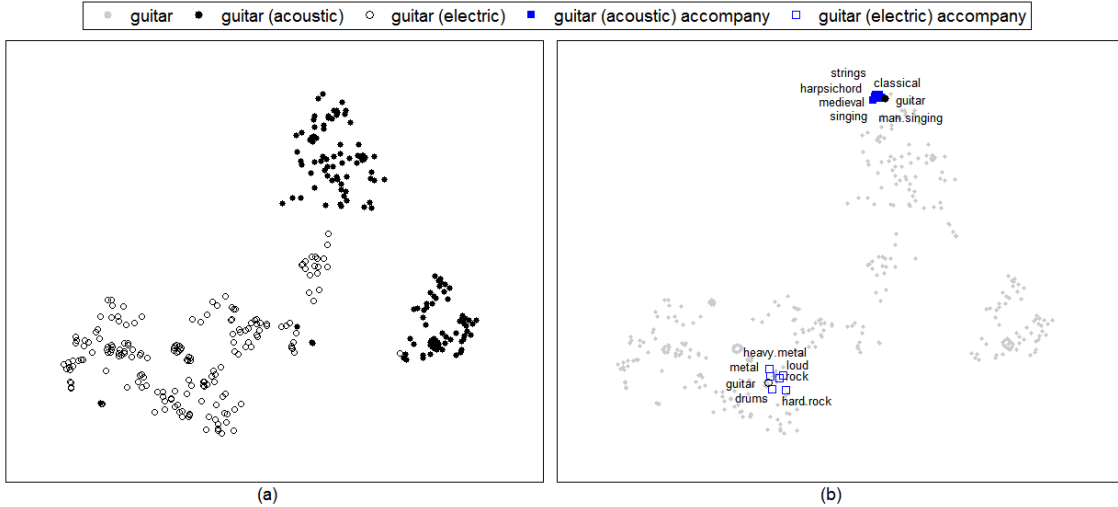 guitar guitar (acoustic) guitar (electric) guitar (acoustic) accompany guitar (electric) accompany
strings
classical
harpsichord
medieval
guitar
singing
man.singing
heavy.metal
metal
loud
rock
guitar
drums
hard.rock
(a)
(b)